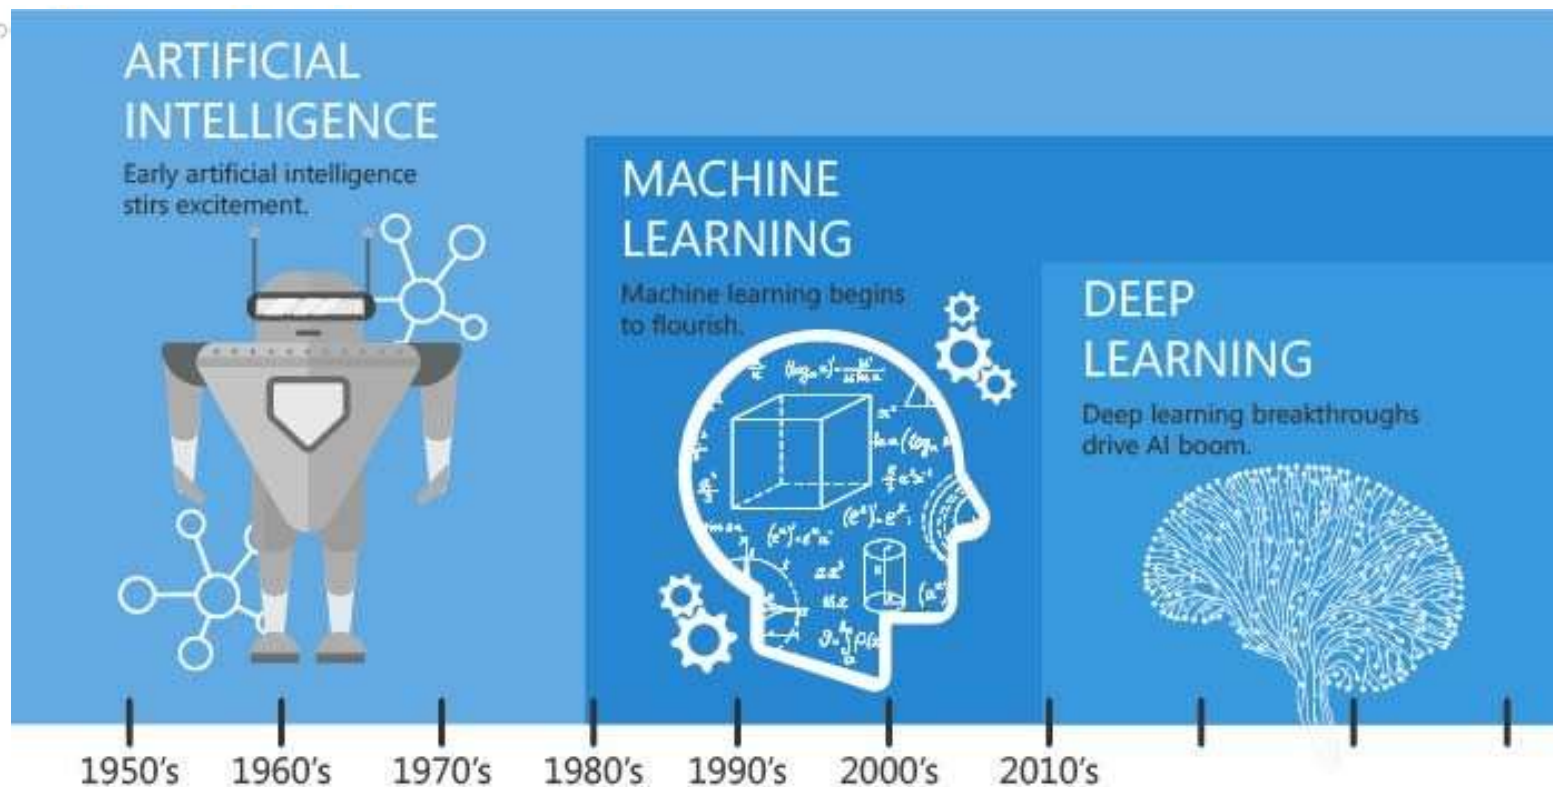 ARTIFICIAL
INTELLIGENCE
Early artificial intelligence
stirs excitement.
MACHINE
LEARNING
Machine learning begins
to flourish.
DEEP
LEARNING
Deep learning breakthroughs
drive AI boom.
1950's 1960's 1970's 1980's 1990's 2000's 2010's